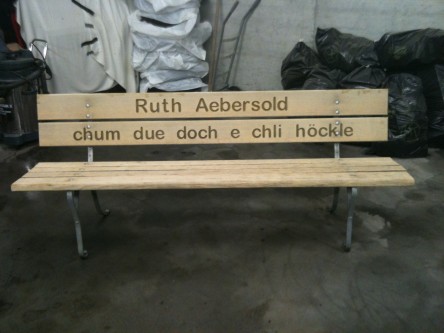 Ruth Aebersold
chum due doch e chli höckle